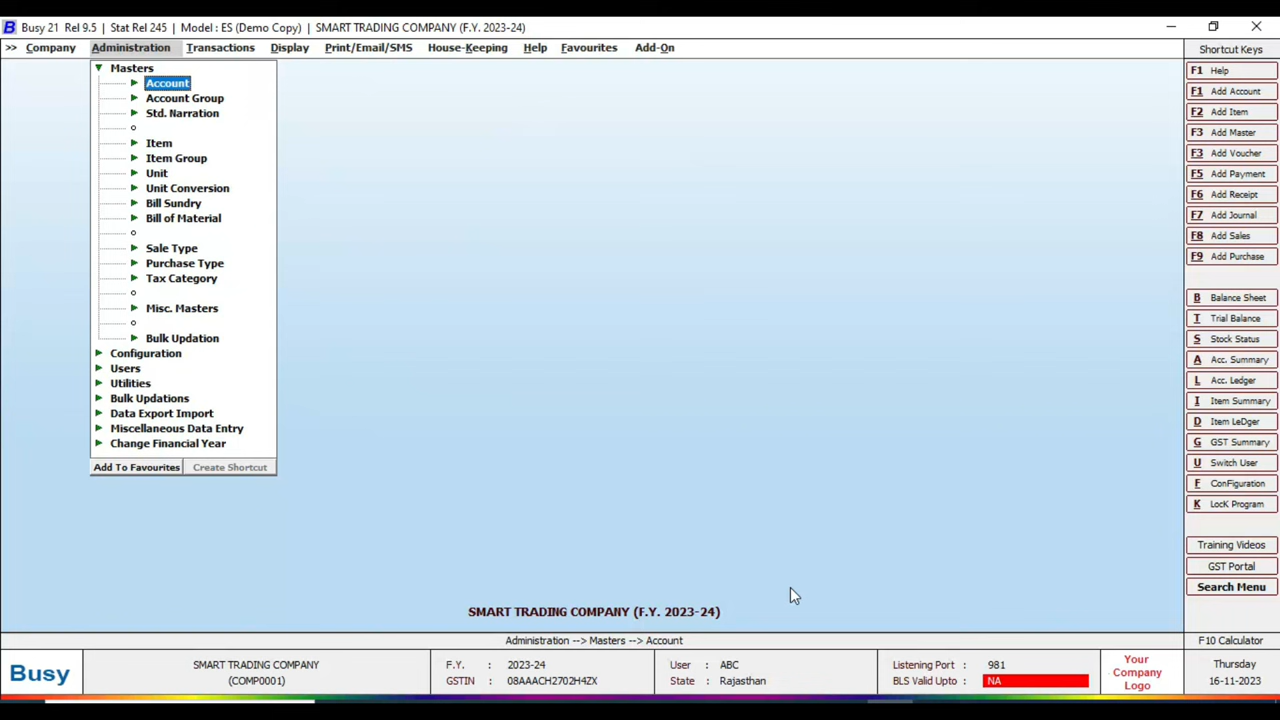 Busy 21 Rel 9.5 | Stat Rel 245 | Model : ES (Demo Copy) | SMART TRADING COMPANY (F.Y. 2023-24)
>> Company Administration Transactions Display Print/Email/SMS House-Keeping Help Favourites Add-On
Masters
Account
Account Group
Std. Narration
Item
Item Group
Unit
Unit Conversion
Bill Sundry
Bill of Material
Sale Type
Purchase Type
Tax Category
Misc. Masters
Bulk Updation
Configuration
Users
Utilities
Bulk Updations
Data Export Import
Miscellaneous Data Entry
Change Financial Year
Add To Favourites Create Shortcut
Shortcut Keys
F1 Help
F1 Add Account
F2 Add Item
F3 Add Master
F3 Add Voucher
F5 Add Payment
F6 Add Receipt
F7 Add Journal
F8 Add Sales
F9 Add Purchase
B Balance Sheet
T Trial Balance
S Stock Status
A Acc. Summary
L Acc. Ledger
I Item Summary
D Item LeDger
G GST Summary
U Switch User
F ConFiguration
K LocK Program
Training Videos
GST Portal
Search Menu
SMART TRADING COMPANY (F.Y. 2023-24)
Administration --> Masters --> Account
F10 Calculator
Busy
SMART TRADING COMPANY
(COMP0001)
F.Y. : 2023-24
GSTIN : 08AAACH2702H4ZX
User : ABC
State : Rajasthan
Listening Port : 981
BLS Valid Upto : NA
Your
Company
Logo
Thursday
16-11-2023